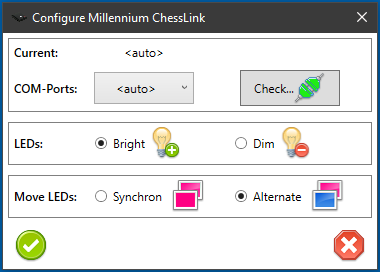 Configure Millennium ChessLink
Current: <auto>
COM-Ports: <auto> Check...
LEDs: Bright Dim
Move LEDs: Synchron Alternate